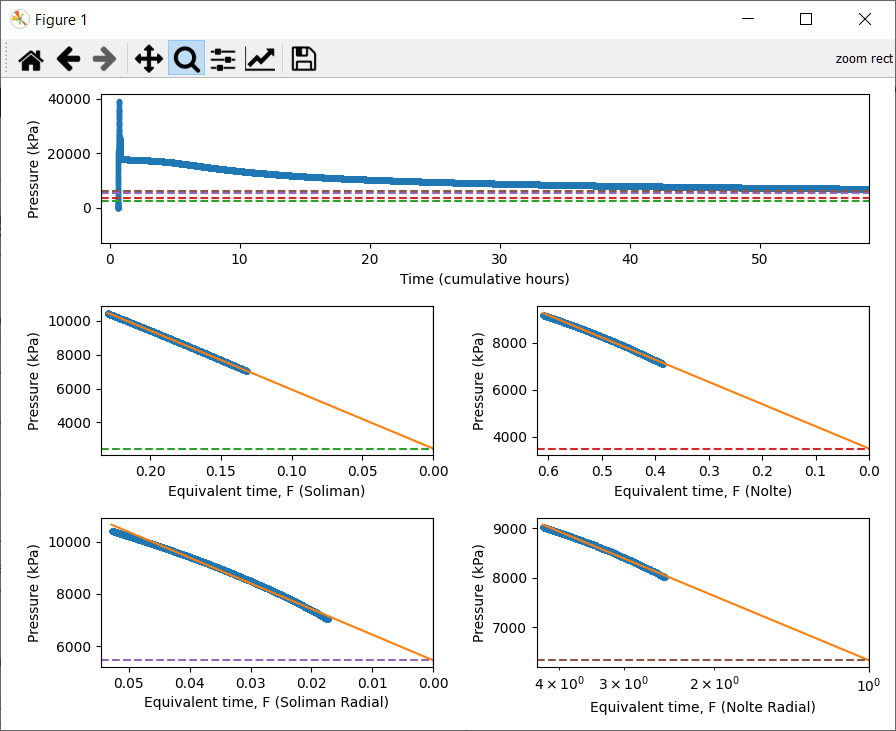 Figure 1
zoom rect
40000
20000
0
Pressure (kPa)
0 10 20 30 40 50
Time (cumulative hours)
10000
8000
6000
4000
Pressure (kPa)
0.20 0.15 0.10 0.05 0.00
Equivalent time, F (Soliman)
8000
6000
4000
Pressure (kPa)
0.6 0.5 0.4 0.3 0.2 0.1 0.0
Equivalent time, F (Nolte)
10000
8000
6000
Pressure (kPa)
0.05 0.04 0.03 0.02 0.01 0.00
Equivalent time, F (Soliman Radial)
9000
8000
7000
Pressure (kPa)
4 × 10⁰ 3 × 10⁰ 2 × 10⁰ 10⁰
Equivalent time, F (Nolte Radial)